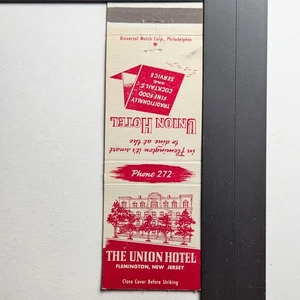 Universal Match Corp., Philadelphia
In Flemington it's smart
to dine at the
UNION HOTEL
TRADITIONALLY
FINE FOOD
and
COCKTAILS
SERVICE
Phone 272
THE UNION HOTEL
FLEMINGTON, NEW JERSEY
Close Cover Before Striking